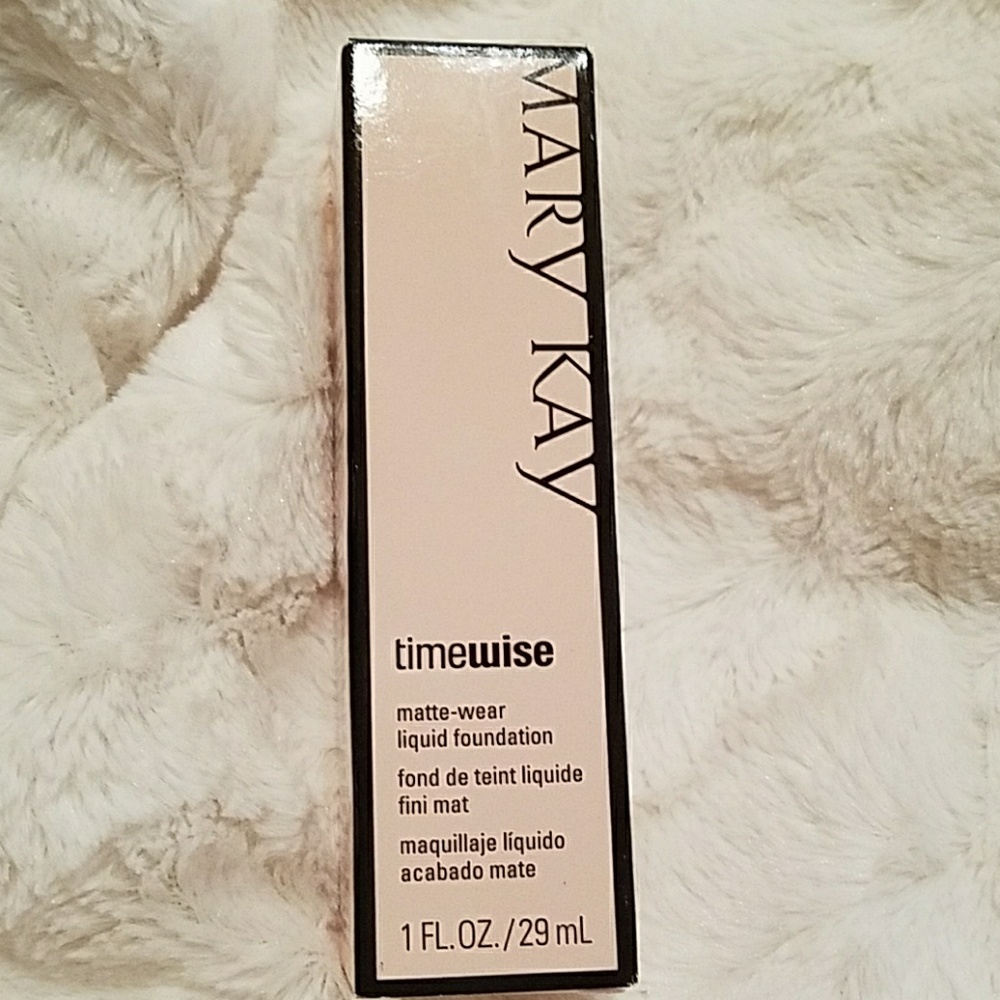 MARY KAY
timewise
matte-wear
liquid foundation
fond de teint liquide
fini mat
maquillaje líquido
acabado mate
1 FL.OZ./29 mL